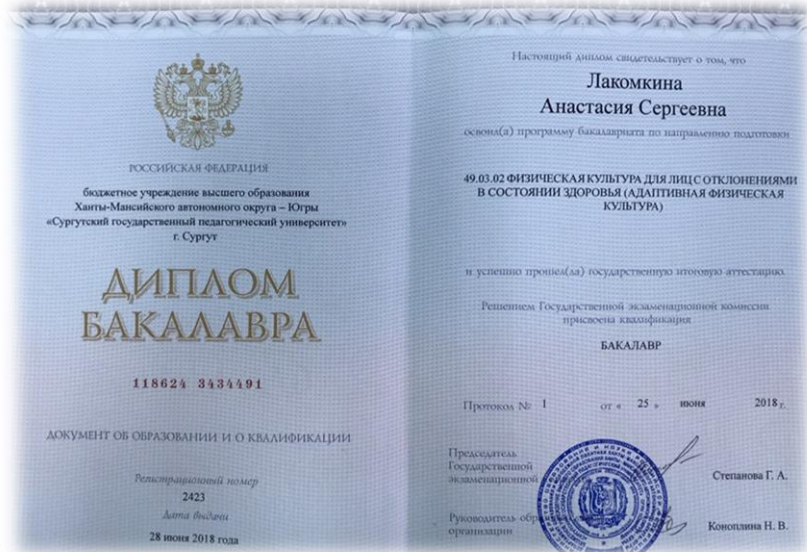 РОССИЙСКАЯ ФЕДЕРАЦИЯ
бюджетное учреждение высшего образования
Ханты-Мансийского автономного округа – Югры
«Сургутский государственный педагогический университет»
г. Сургут
ДИПЛОМ
БАКАЛАВРА
118624 3434491
ДОКУМЕНТ ОБ ОБРАЗОВАНИИ И О КВАЛИФИКАЦИИ
Регистрационный номер
2423
Дата выдачи
28 июня 2018 года
Настоящий диплом свидетельствует о том, что
Лакомкина
Анастасия Сергеевна
освоил(а) программу бакалавриата по направлению подготовки
49.03.02 ФИЗИЧЕСКАЯ КУЛЬТУРА ДЛЯ ЛИЦ С ОТКЛОНЕНИЯМИ
В СОСТОЯНИИ ЗДОРОВЬЯ (АДАПТИВНАЯ ФИЗИЧЕСКАЯ
КУЛЬТУРА)
и успешно прошел(ла) государственную итоговую аттестацию
Решением Государственной экзаменационной комиссии
присвоена квалификация
БАКАЛАВР
Протокол № 1 от « 25 » июня 2018 г.
Председатель
Государственной
экзаменационной
Степанова Г. А.
Руководитель
организации
Коноплина Н. В.